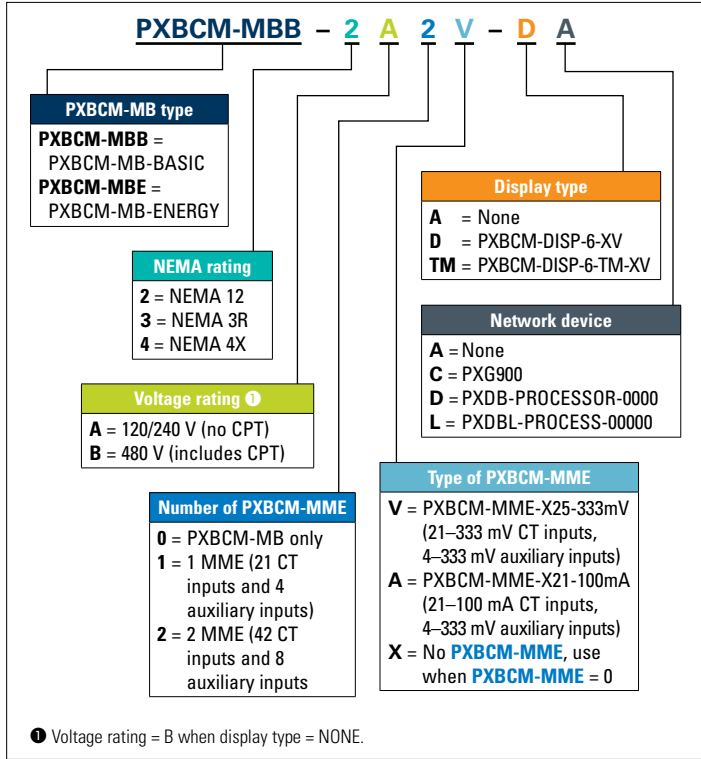 PXBCM-MBB – 2 A 2 V - D A
PXBCM-MB type
PXBCM-MBB =
PXBCM-MB-BASIC
PXBCM-MBE =
PXBCM-MB-ENERGY
NEMA rating
2 = NEMA 12
3 = NEMA 3R
4 = NEMA 4X
Voltage rating ❶
A = 120/240 V (no CPT)
B = 480 V (includes CPT)
Number of PXBCM-MME
0 = PXBCM-MB only
1 = 1 MME (21 CT
inputs and 4
auxiliary inputs)
2 = 2 MME (42 CT
inputs and 8
auxiliary inputs
Display type
A = None
D = PXBCM-DISP-6-XV
TM = PXBCM-DISP-6-TM-XV
Network device
A = None
C = PXG900
D = PXDB-PROCESSOR-0000
L = PXDBL-PROCESS-00000
Type of PXBCM-MME
V = PXBCM-MME-X25-333mV
(21–333 mV CT inputs,
4–333 mV auxiliary inputs)
A = PXBCM-MME-X21-100mA
(21–100 mA CT inputs,
4–333 mV auxiliary inputs)
X = No PXBCM-MME, use
when PXBCM-MME = 0
❶ Voltage rating = B when display type = NONE.